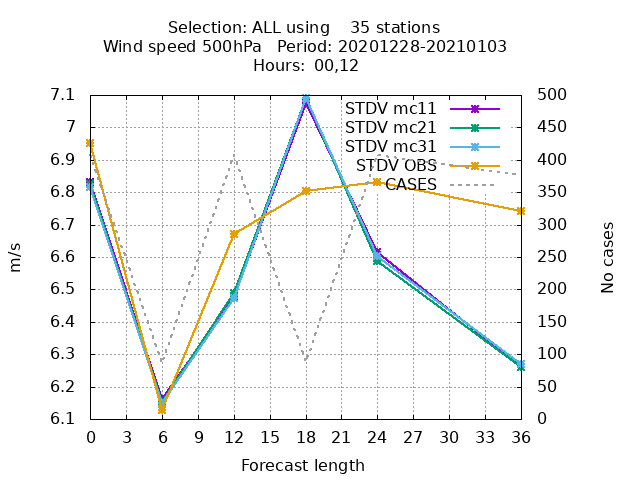 Selection: ALL using    35 stations
Wind speed 500hPa   Period: 20201228-20210103
Hours:  00,12
7.1
7
6.9
6.8
6.7
6.6
6.5
6.4
6.3
6.2
6.1
500
450
400
350
300
250
200
150
100
50
0
STDV mc11
STDV mc21
STDV mc31
STDV OBS
CASES
m/s
No cases
0 3 6 9 12 15 18 21 24 27 30 33 36
Forecast length